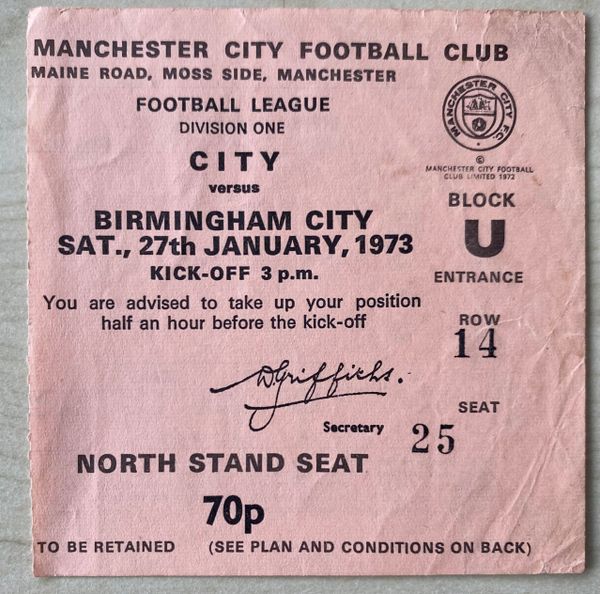 MANCHESTER CITY FOOTBALL CLUB
MAINE ROAD, MOSS SIDE, MANCHESTER
FOOTBALL LEAGUE
DIVISION ONE
CITY
versus
BIRMINGHAM CITY
SAT., 27th JANUARY, 1973
KICK-OFF 3 p.m.
You are advised to take up your position
half an hour before the kick-off
D. Griffiths.
Secretary
NORTH STAND SEAT
70p
TO BE RETAINED (SEE PLAN AND CONDITIONS ON BACK)
MANCHESTER CITY F.C.
©
MANCHESTER CITY FOOTBALL
CLUB LIMITED 1972
BLOCK
U
ENTRANCE
ROW
14
SEAT
25